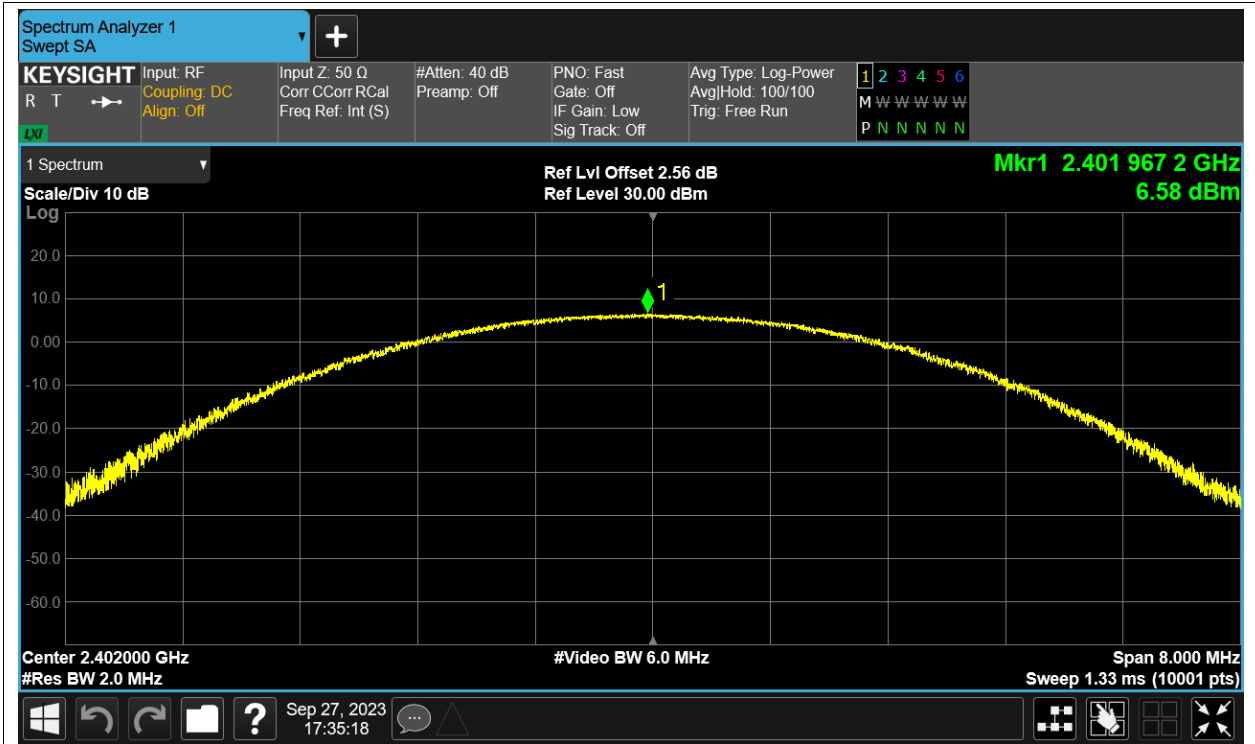 Spectrum Analyzer 1
Swept SA
KEYSIGHT
R T
LXI
Input: RF
Coupling: DC
Align: Off
Input Z: 50 Ω
Corr CCorr RCal
Freq Ref: Int (S)
#Atten: 40 dB
Preamp: Off
PNO: Fast
Gate: Off
IF Gain: Low
Sig Track: Off
Avg Type: Log-Power
Avg|Hold: 100/100
Trig: Free Run
1 2 3 4 5 6
M W W W W W
P N N N N N
1 Spectrum
Scale/Div 10 dB
Log
Ref Lvl Offset 2.56 dB
Ref Level 30.00 dBm
Mkr1 2.401 967 2 GHz
6.58 dBm
1
20.0
10.0
0.00
-10.0
-20.0
-30.0
-40.0
-50.0
-60.0
Center 2.402000 GHz
#Res BW 2.0 MHz
#Video BW 6.0 MHz
Span 8.000 MHz
Sweep 1.33 ms (10001 pts)
?
Sep 27, 2023
17:35:18